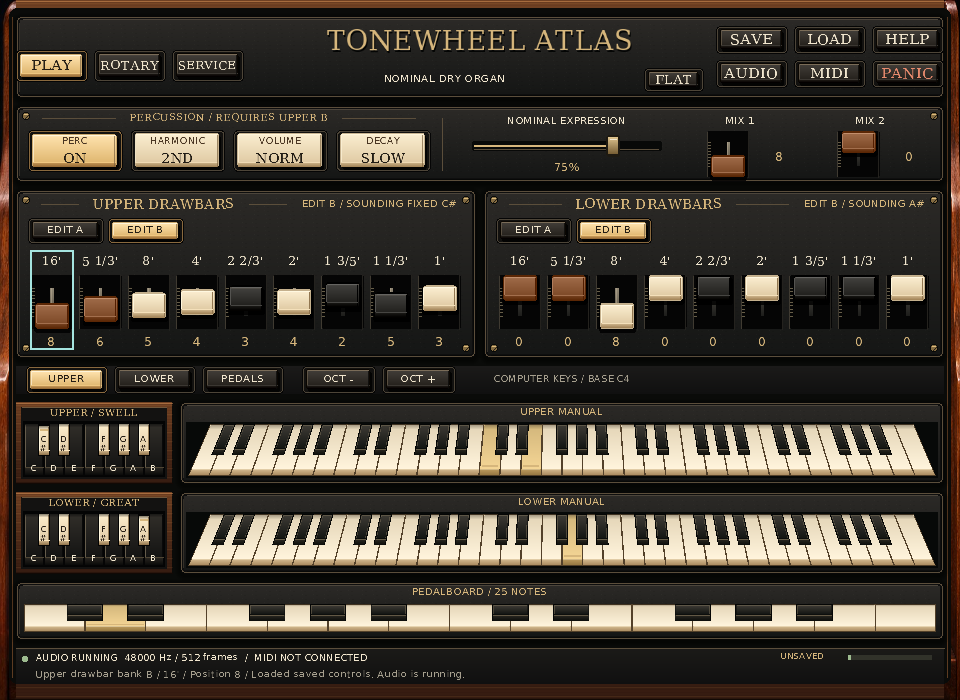 TONEWHEEL ATLAS
NOMINAL DRY ORGAN
PLAY ROTARY SERVICE
FLAT
SAVE LOAD HELP
AUDIO MIDI PANIC
PERCUSSION / REQUIRES UPPER B
PERC HARMONIC VOLUME DECAY
ON 2ND NORM SLOW
NOMINAL EXPRESSION
75%
MIX 1 MIX 2
8 0
UPPER DRAWBARS EDIT B / SOUNDING FIXED C#
EDIT A EDIT B
16' 5 1/3' 8' 4' 2 2/3' 2' 1 3/5' 1 1/3' 1'
8 6 5 4 3 4 2 5 3
LOWER DRAWBARS EDIT B / SOUNDING A#
EDIT A EDIT B
16' 5 1/3' 8' 4' 2 2/3' 2' 1 3/5' 1 1/3' 1'
0 0 8 0 0 0 0 0 0
UPPER LOWER PEDALS OCT - OCT + COMPUTER KEYS / BASE C4
UPPER / SWELL
C# D# F# G# A#
C D E F G A B
UPPER MANUAL
LOWER / GREAT
C# D# F# G# A#
C D E F G A B
LOWER MANUAL
PEDALBOARD / 25 NOTES
AUDIO RUNNING 48000 Hz / 512 frames / MIDI NOT CONNECTED
UNSAVED
Upper drawbar bank B / 16' / Position 8 / Loaded saved controls. Audio is running.